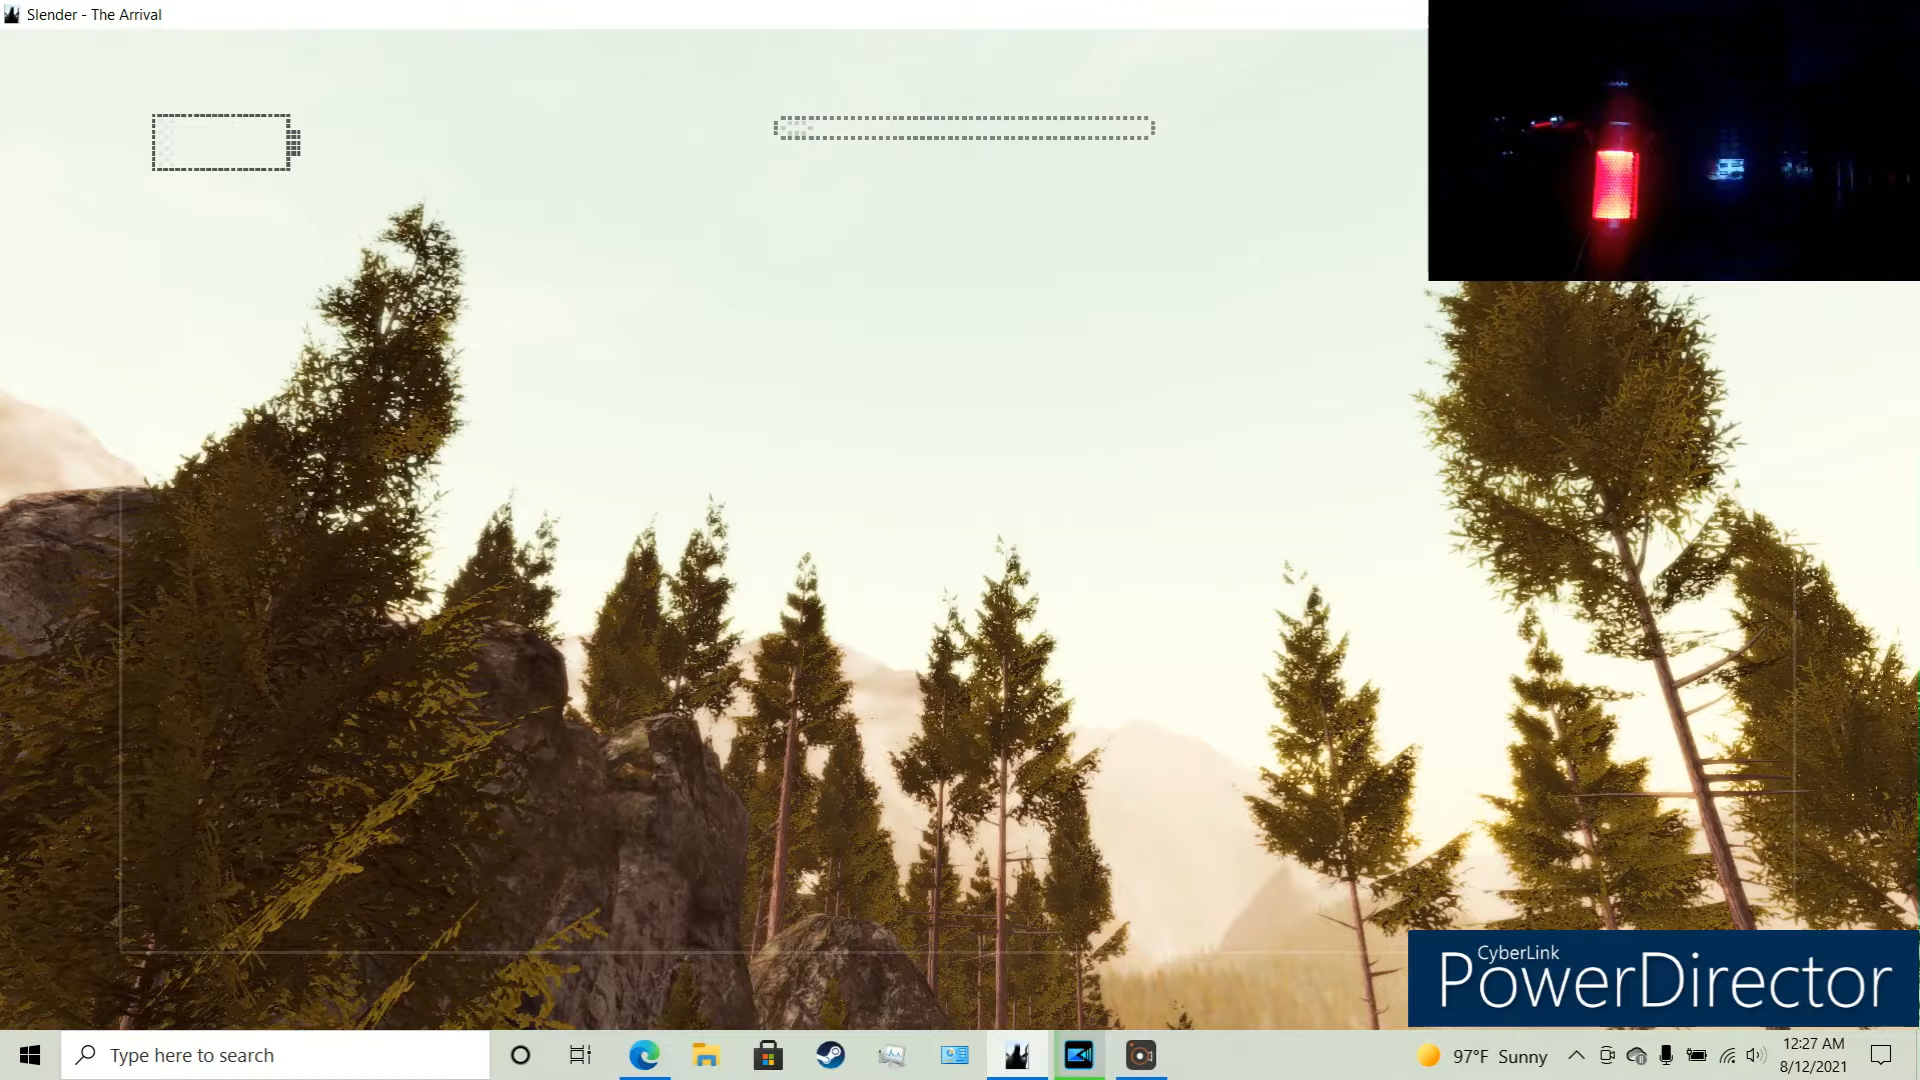 Slender - The Arrival
CyberLink
PowerDirector
Type here to search
97°F Sunny
12:27 AM
8/12/2021